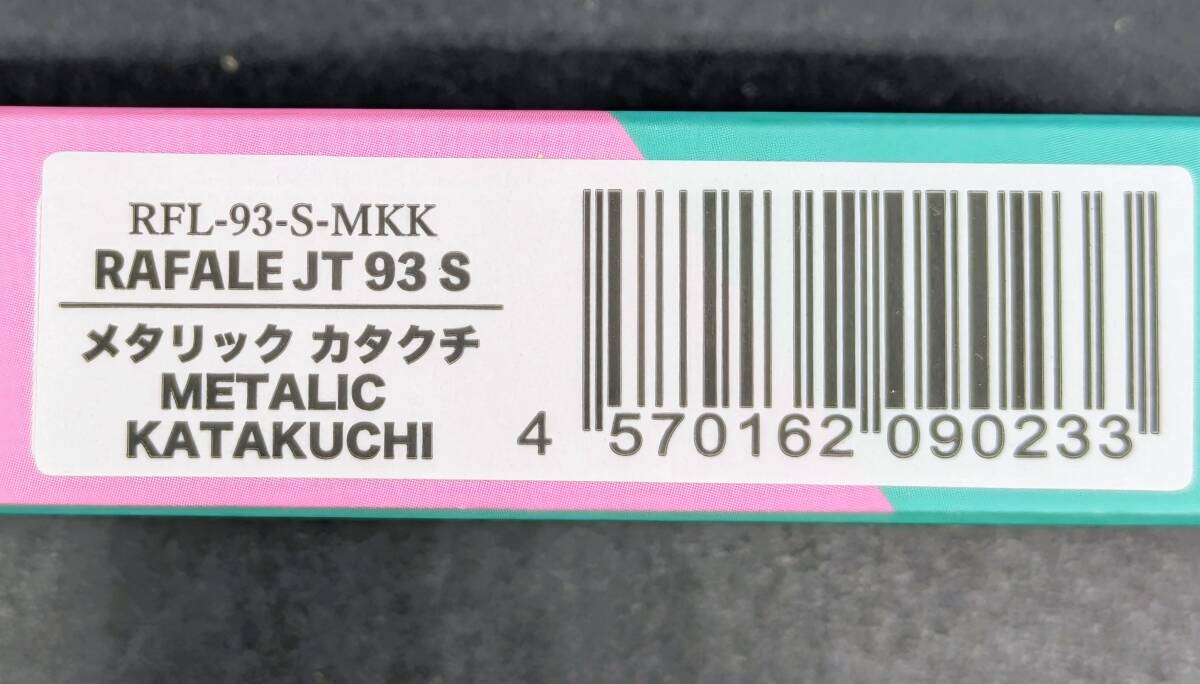 RFL-93-S-MKK
RAFALE JT 93 S
メタリック カタクチ
METALIC
KATAKUCHI
4 570162 090233